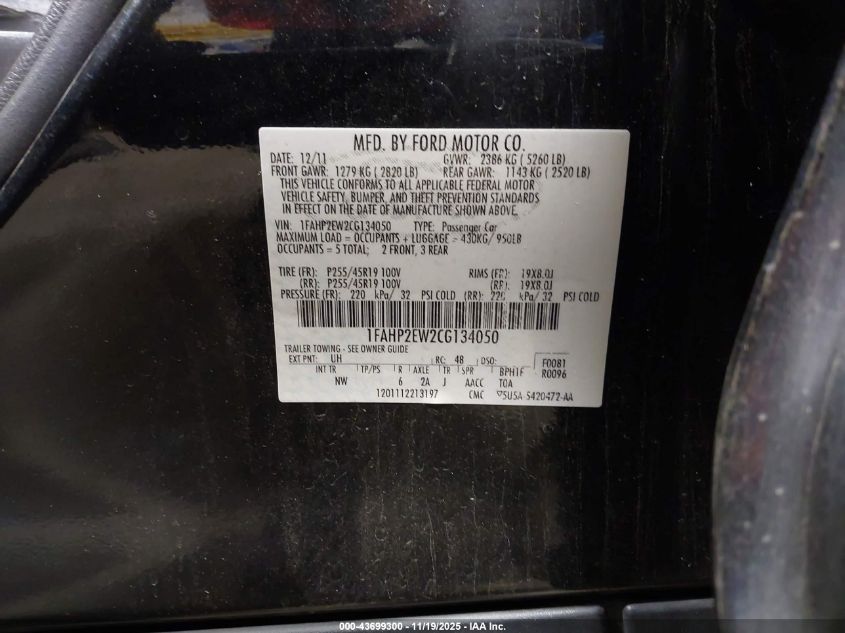 MFD. BY FORD MOTOR CO.
DATE: 12/11 GVWR: 2386 KG ( 5260 LB)
FRONT GAWR: 1279 KG ( 2820 LB) REAR GAWR: 1143 KG ( 2520 LB)
THIS VEHICLE CONFORMS TO ALL APPLICABLE FEDERAL MOTOR
VEHICLE SAFETY, BUMPER, AND THEFT PREVENTION STANDARDS
IN EFFECT ON THE DATE OF MANUFACTURE SHOWN ABOVE.
VIN: 1FAHP2EW2CG134050 TYPE: Passenger Car
MAXIMUM LOAD = OCCUPANTS + LUGGAGE = 430KG/ 950LB
OCCUPANTS = 5 TOTAL; 2 FRONT, 3 REAR
TIRE (FR): P255/45R19 100V RIMS (FR): 19X8.0J
(RR): P255/45R19 100V (RR): 19X8.0J
PRESSURE (FR): 220 kPa/ 32 PSI COLD (RR): 220 kPa/ 32 PSI COLD
1FAHP2EW2CG134050
TRAILER TOWING - SEE OWNER GUIDE
EXT PNT: UH RC: 48 DSO: F0081
INT TR TP/PS R AXLE TR SPR BPH1F R0096
NW 6 2A J AACC TOA
1201112213197 CMC 5USA-5420472-AA
000-43699300 - 11/19/2025 - IAA Inc.